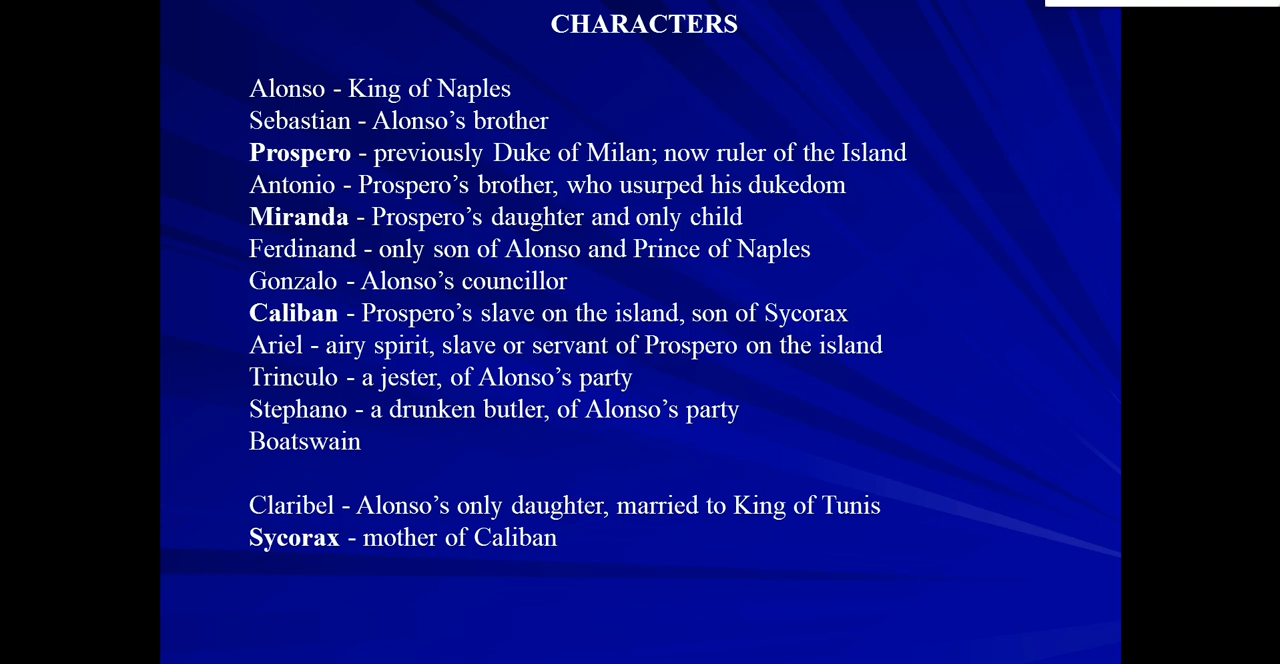 CHARACTERS
Alonso - King of Naples
Sebastian - Alonso’s brother
Prospero - previously Duke of Milan; now ruler of the Island
Antonio - Prospero’s brother, who usurped his dukedom
Miranda - Prospero’s daughter and only child
Ferdinand - only son of Alonso and Prince of Naples
Gonzalo - Alonso’s councillor
Caliban - Prospero’s slave on the island, son of Sycorax
Ariel - airy spirit, slave or servant of Prospero on the island
Trinculo - a jester, of Alonso’s party
Stephano - a drunken butler, of Alonso’s party
Boatswain
Claribel - Alonso’s only daughter, married to King of Tunis
Sycorax - mother of Caliban